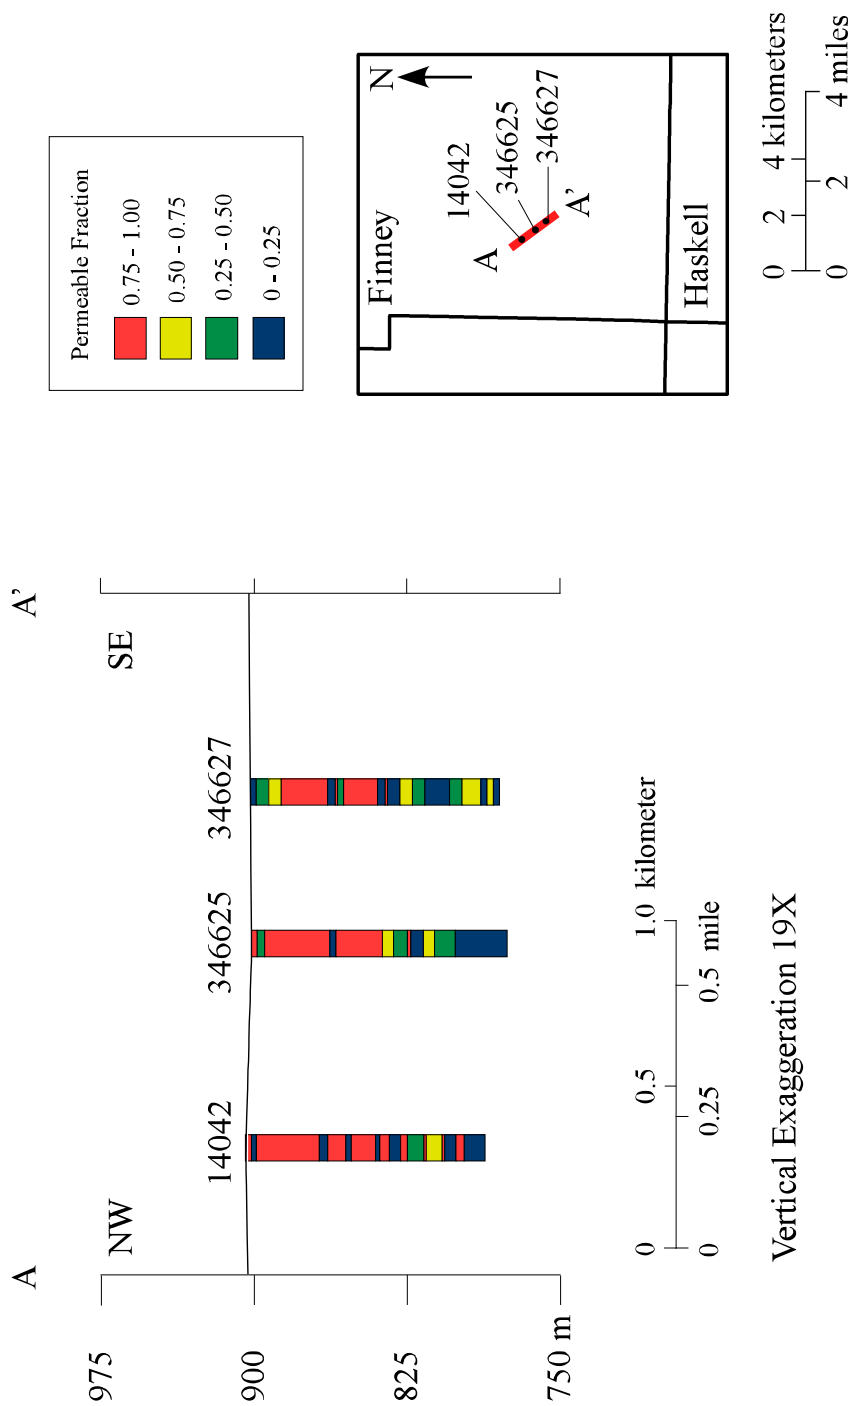 A
A'
NW
SE
14042
346625
346627
975
900
825
750 m
0 0.5 1.0 kilometer
0 0.25 0.5 mile
Vertical Exaggeration 19X
Permeable Fraction
0.75 - 1.00
0.50 - 0.75
0.25 - 0.50
0 - 0.25
Finney
N
14042
346625
346627
A
A'
Haskell
0 2 4 kilometers
0 2 4 miles